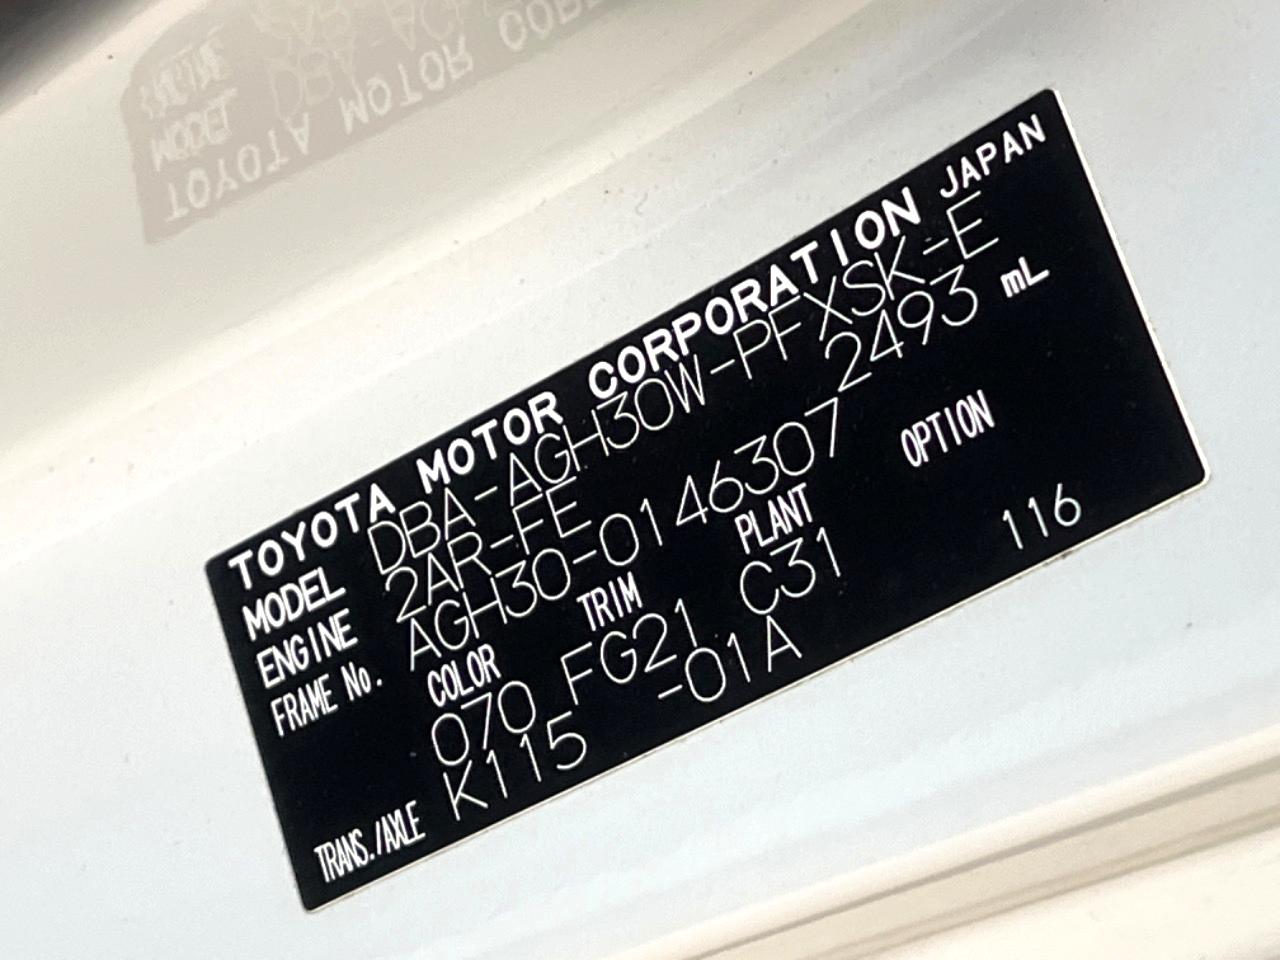 TOYOTA MOTOR CORPORATION JAPAN
MODEL DBA-AGH30W-PFXSK-E
ENGINE 2AR-FE 2493 mL
FRAME No. AGH30-0146307
COLOR TRIM PLANT OPTION
070 FG21 C31 116
TRANS./AXLE K115 -01A